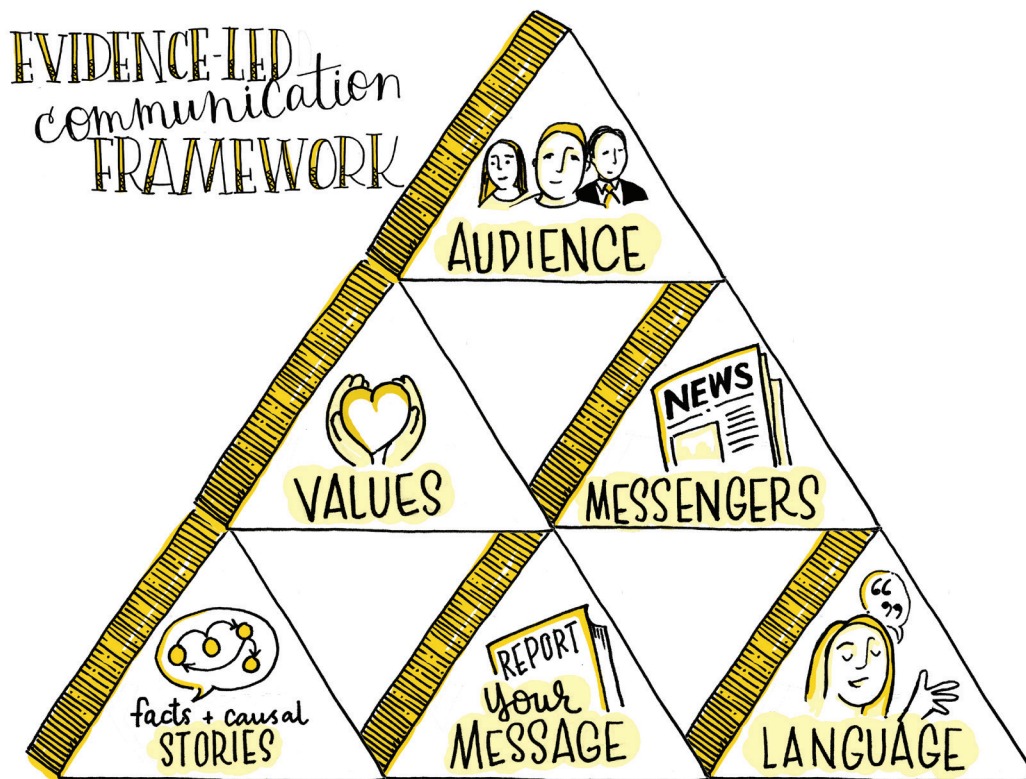 EVIDENCE-LED
communication
FRAMEWORK
AUDIENCE
NEWS
VALUES
MESSENGERS
facts + causal
STORIES
REPORT
Your
MESSAGE
“ ”
LANGUAGE